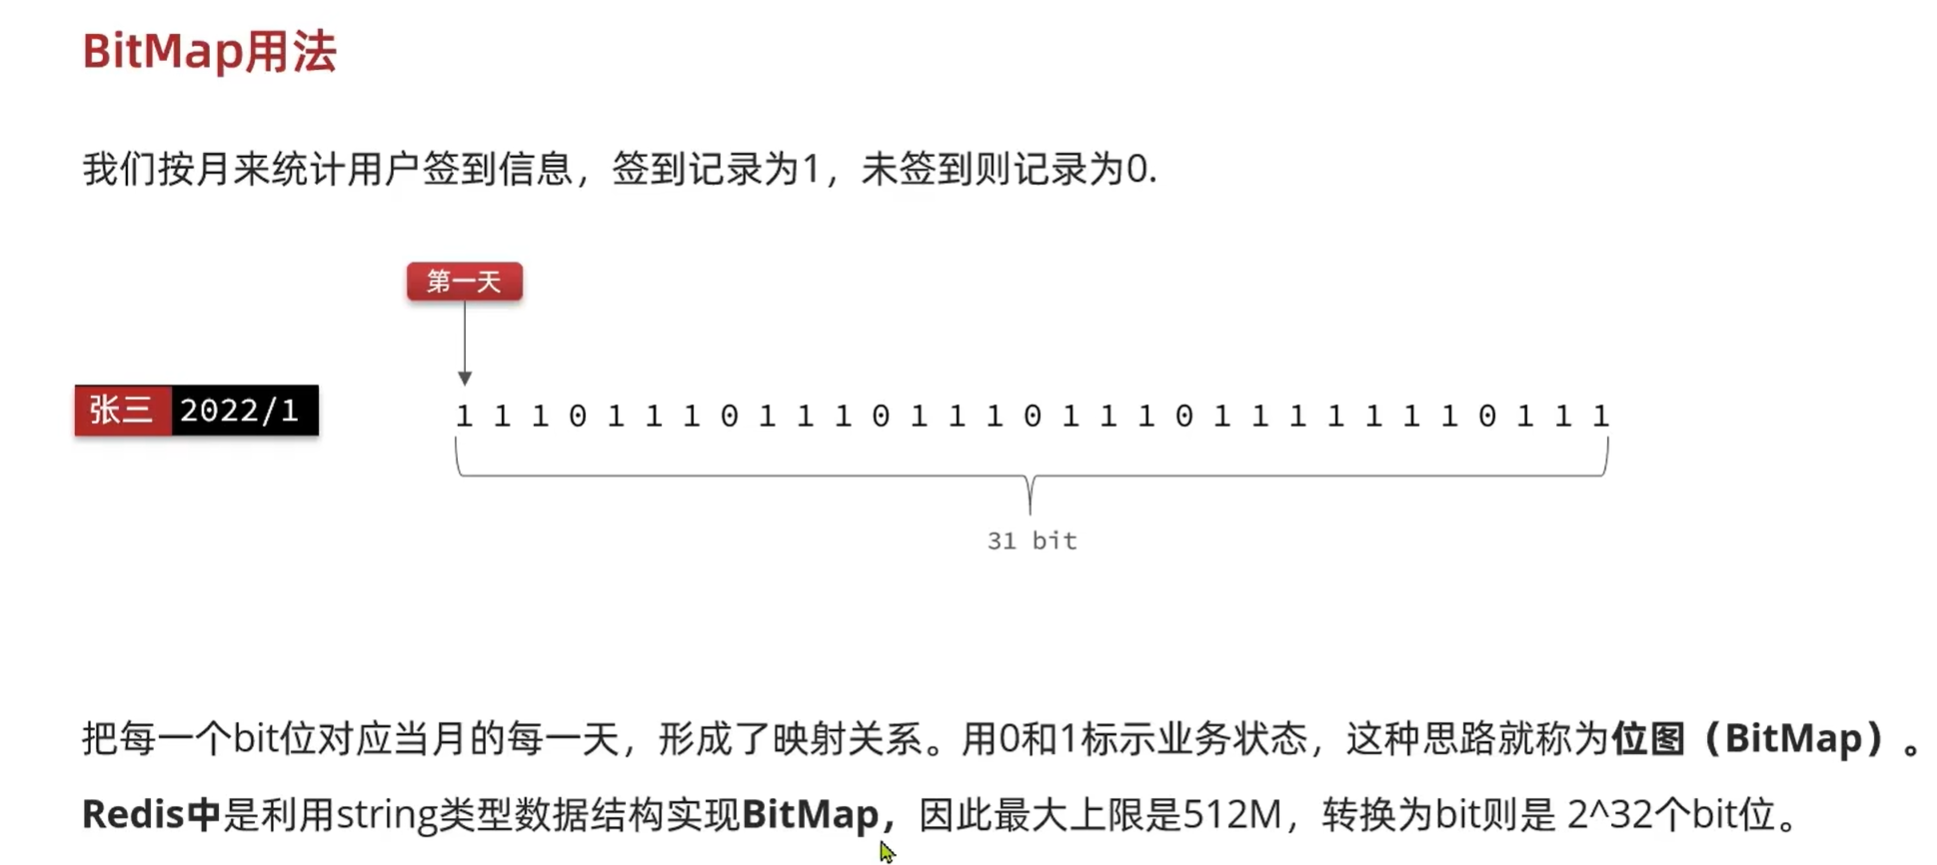 BitMap用法
我们按月来统计用户签到信息，签到记录为1，未签到则记录为0.
第一天
张三 2022/1
1 1 1 0 1 1 1 0 1 1 1 0 1 1 1 0 1 1 1 0 1 1 1 1 1 1 1 0 1 1 1
31 bit
把每一个bit位对应当月的每一天，形成了映射关系。用0和1标示业务状态，这种思路就称为位图（BitMap）。
Redis中是利用string类型数据结构实现BitMap，因此最大上限是512M，转换为bit则是 2^32个bit位。